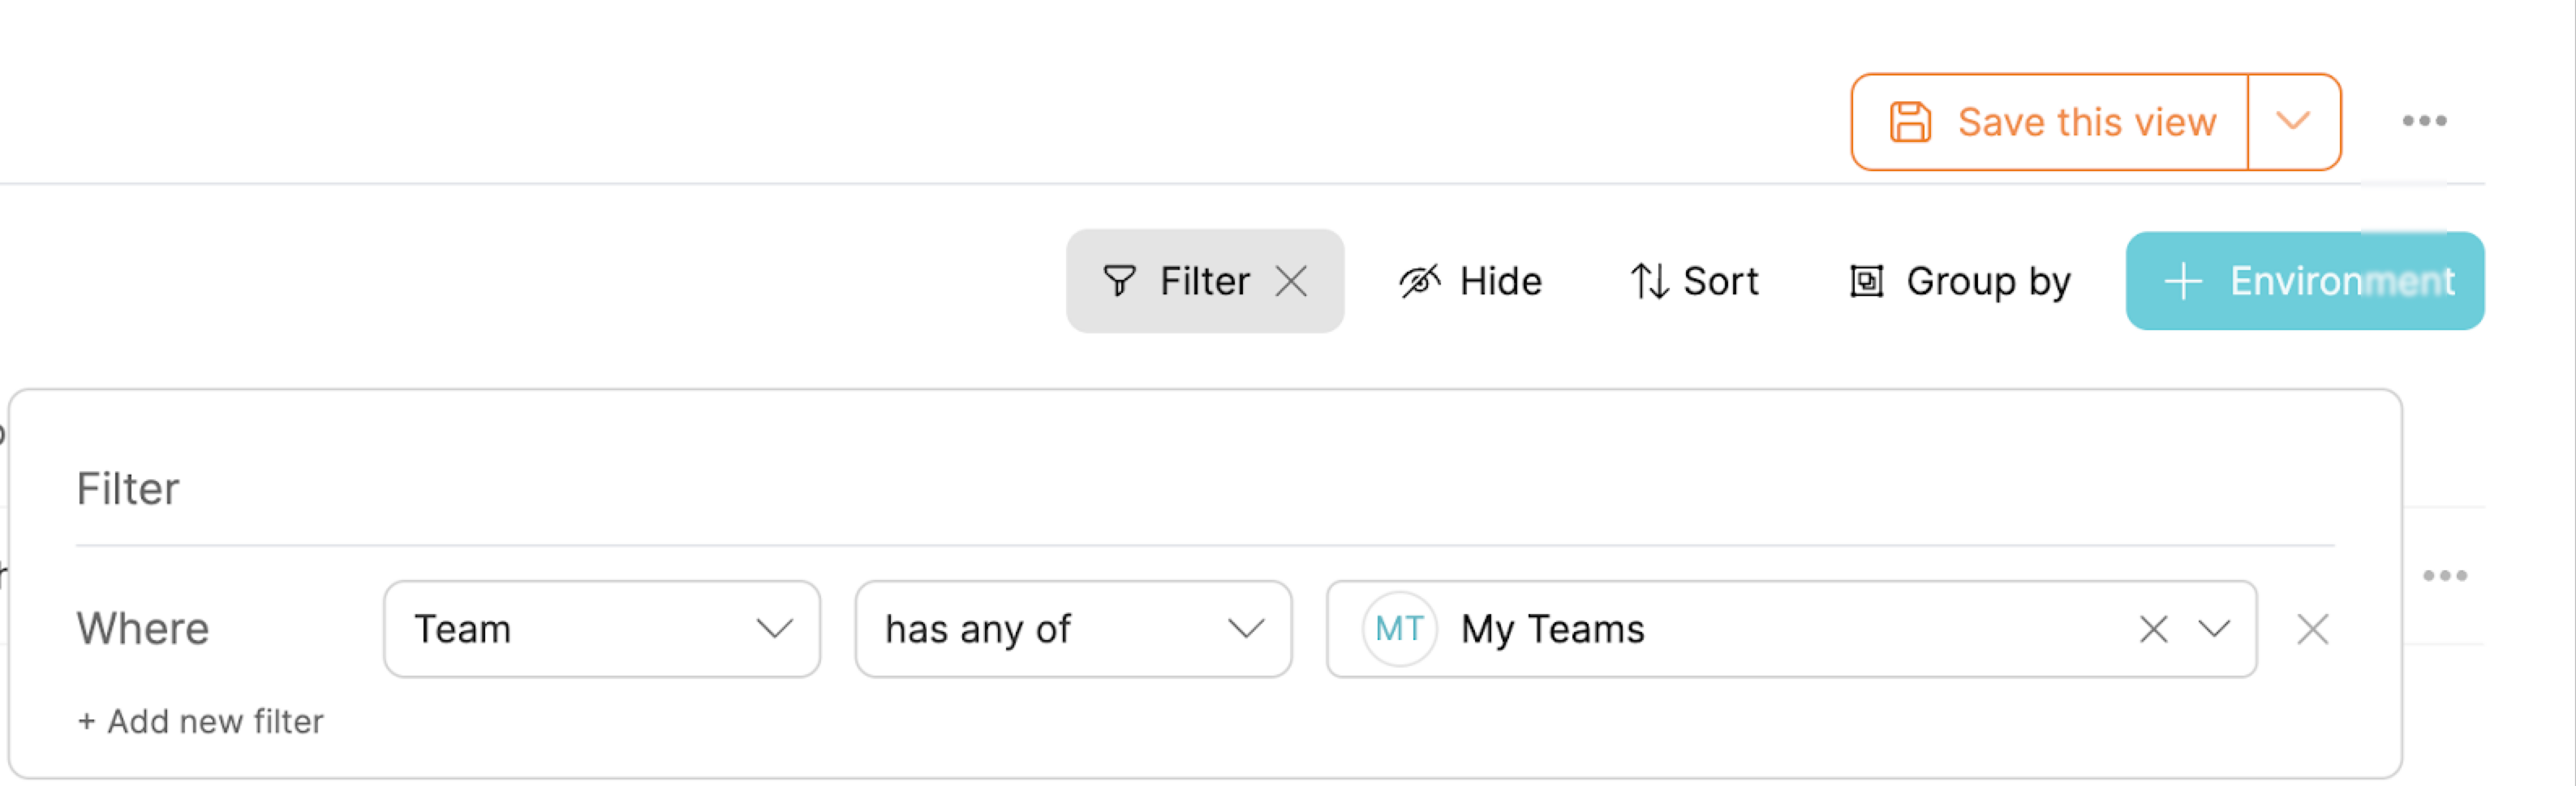 Save this view
Filter Hide Sort Group by + Environment
Filter
Where Team has any of MT My Teams
+ Add new filter